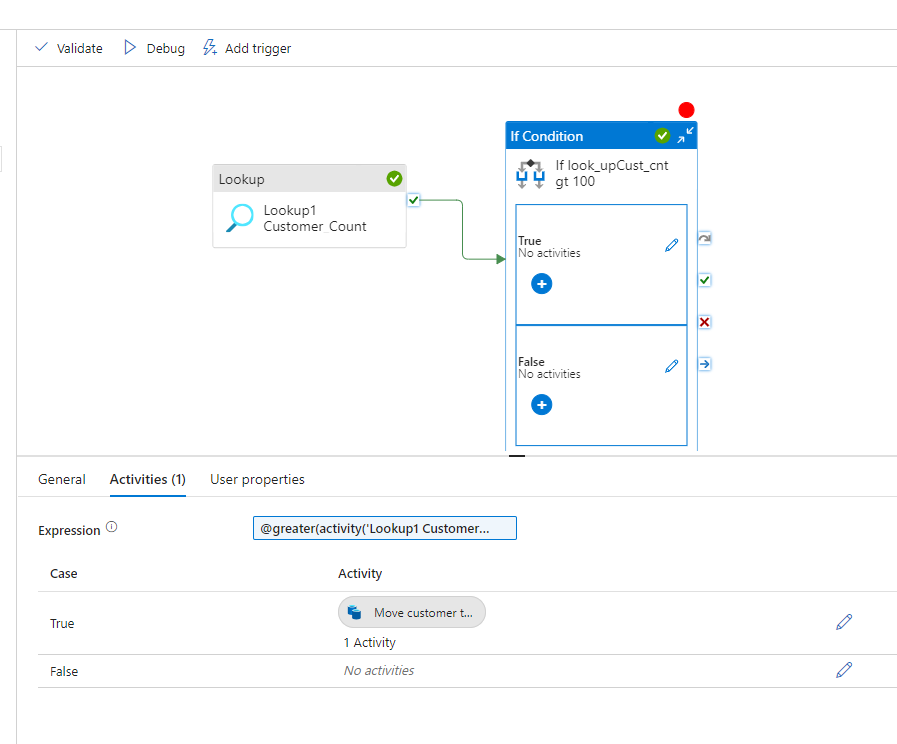 Validate
Debug
Add trigger
If Condition
If look_upCust_cnt
gt 100
Lookup
Lookup1
Customer_Count
True
No activities
False
No activities
General
Activities (1)
User properties
Expression
@greater(activity('Lookup1 Customer...
Case
Activity
True
Move customer t...
1 Activity
False
No activities